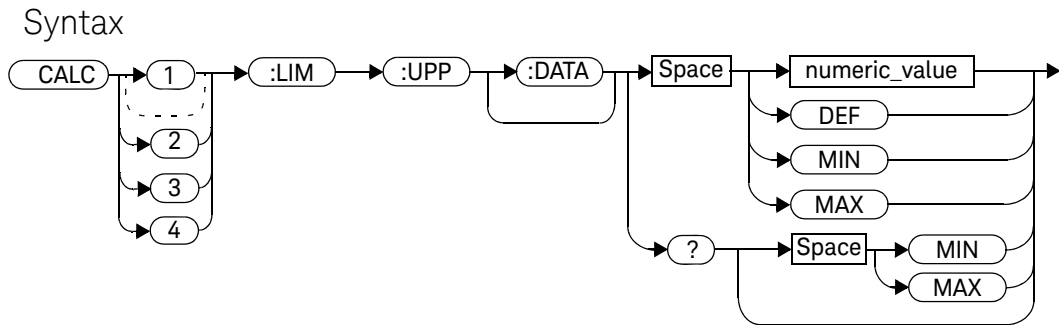 Syntax
CALC 1 :LIM :UPP :DATA Space numeric_value
2 DEF
3 MIN
4 MAX
? Space MIN
MAX